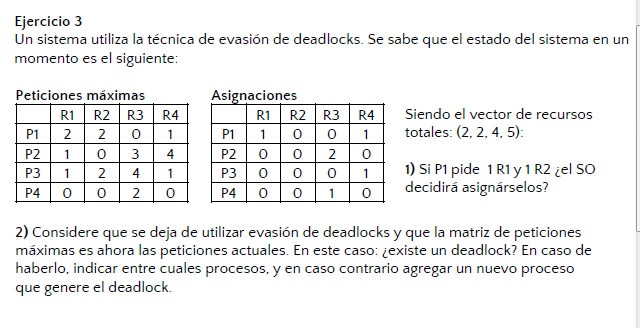 Ejercicio 3
Un sistema utiliza la técnica de evasión de deadlocks. Se sabe que el estado del sistema en un
momento es el siguiente:
Peticiones máximas
R1 R2 R3 R4
P1 2 2 0 1
P2 1 0 3 4
P3 1 2 4 1
P4 0 0 2 0
Asignaciones
R1 R2 R3 R4
P1 1 0 0 1
P2 0 0 2 0
P3 0 0 0 1
P4 0 0 1 0
Siendo el vector de recursos
totales: (2, 2, 4, 5):
1) Si P1 pide 1 R1 y 1 R2 ¿el SO
decidirá asignárselos?
2) Considere que se deja de utilizar evasión de deadlocks y que la matriz de peticiones
máximas es ahora las peticiones actuales. En este caso: ¿existe un deadlock? En caso de
haberlo, indicar entre cuales procesos, y en caso contrario agregar un nuevo proceso
que genere el deadlock.